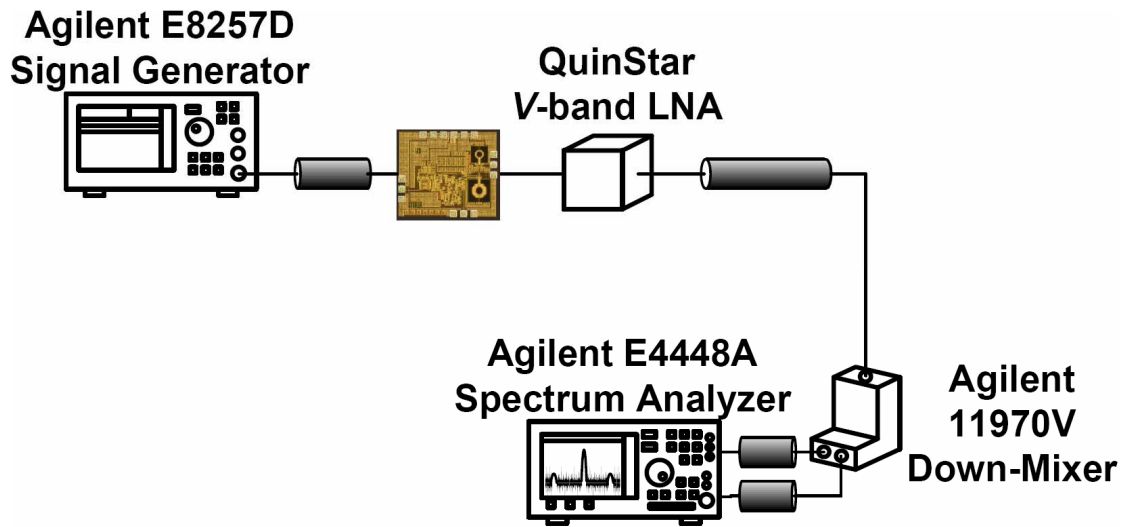 Agilent E8257D
Signal Generator
QuinStar
V-band LNA
Agilent E4448A
Spectrum Analyzer
Agilent
11970V
Down-Mixer